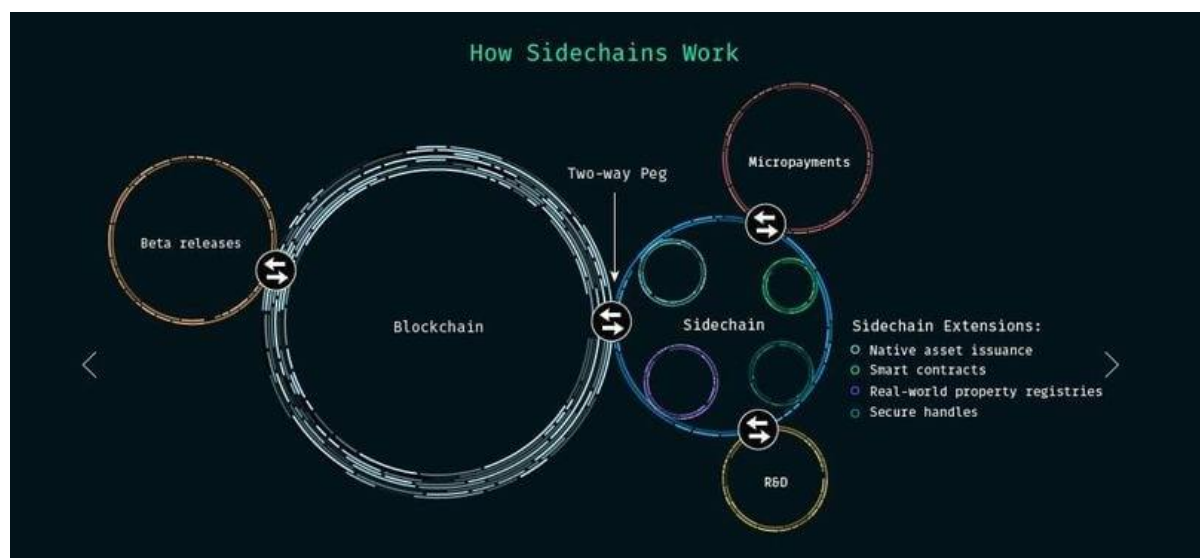 How Sidechains Work
Two-way Peg
Micropayments
Beta releases
Blockchain
Sidechain
Sidechain Extensions:
Native asset issuance
Smart contracts
Real-world property registries
Secure handles
R&D